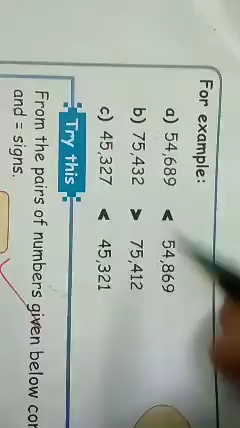 For example:
a) 54,689 < 54,869
b) 75,432 > 75,412
c) 45,327 < 45,321
Try this
From the pairs of numbers given below
and = signs.